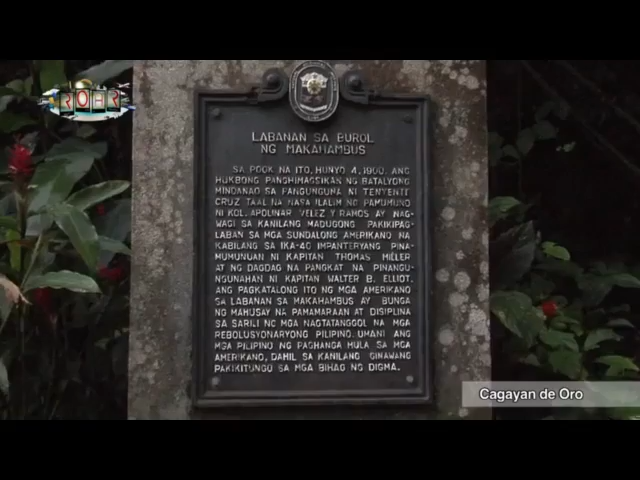 ROHR
LABANAN SA BUROL
NG MAKAHAMBUS
SA POOK NA ITO, HUNYO 4, 1900, ANG
HUKBONG PANGHIMAGSIKAN NG BATALYONG
MINDANAO SA PANGUNGUNA NI TENYENTE
CRUZ TAAL NA NASA ILALIM NG PAMUMUNO
NI KOL. APOLINAR VELEZ Y RAMOS AY NAG-
WAGI SA KANILANG MADUGONG PAKIKIPAG-
LABAN SA MGA SUNDALONG AMERIKANO NA
KABILANG SA IKA-40 IMPANTERYANG PINA-
MUMUNUAN NI KAPITAN THOMAS MILLER
AT NG DAGDAG NA PANGKAT NA PINANGU-
NGUNAHAN NI KAPITAN WALTER B. ELLIOT.
ANG PAGKATALONG ITO NG MGA AMERIKANO
SA LABANAN SA MAKAHAMBUS AY BUNGA
NG MAHUSAY NA PAMAMARAAN AT DISIPLINA
SA SARILI NG MGA NAGTATANGGOL NA MGA
REBOLUSYONARYONG PILIPINO. UMANI ANG
MGA PILIPINO NG PAGHANGA MULA SA MGA
AMERIKANO, DAHIL SA KANILANG GINAWANG
PAKIKITUNGO SA MGA BIHAG NG DIGMA.
Cagayan de Oro